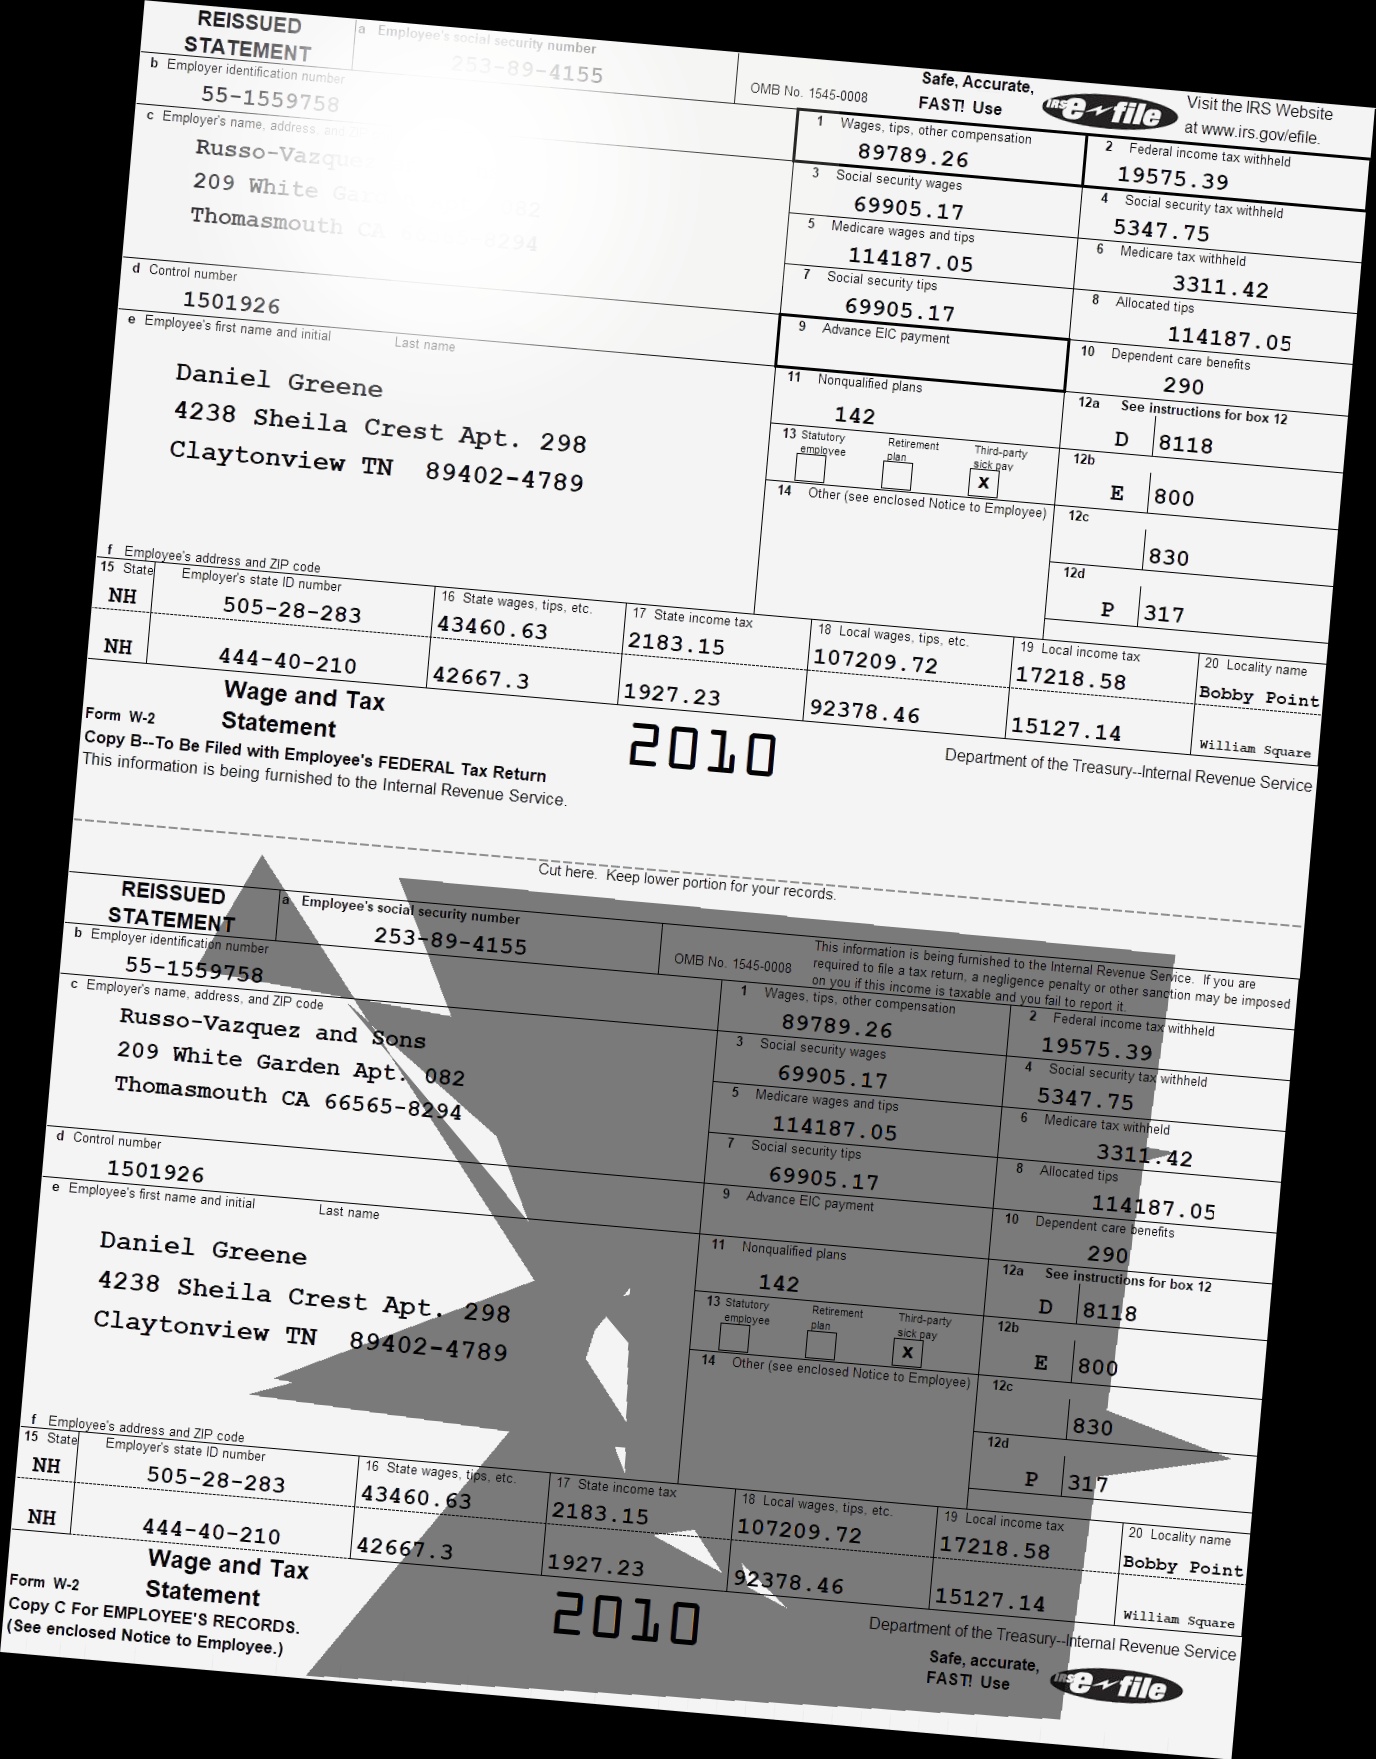 REISSUED
STATEMENT
a Employee's social security number
253-89-4155
OMB No. 1545-0008
Safe, Accurate,
FAST! Use
IRS e-file
Visit the IRS Website
at www.irs.gov/efile.
b Employer identification number
55-1559758
c Employer's name, address, and
Russo-Vazquez
209 White Gar 82
Thomasmouth CA -8294
d Control number
1501926
e Employee's first name and initial
Last name
Daniel Greene
4238 Sheila Crest Apt. 298
Claytonview TN 89402-4789
f Employee's address and ZIP code
1 Wages, tips, other compensation
89789.26
2 Federal income tax withheld
19575.39
3 Social security wages
69905.17
4 Social security tax withheld
5347.75
5 Medicare wages and tips
114187.05
6 Medicare tax withheld
3311.42
7 Social security tips
69905.17
8 Allocated tips
114187.05
9 Advance EIC payment
10 Dependent care benefits
290
11 Nonqualified plans
142
12a See instructions for box 12
D 8118
13 Statutory employee
Retirement plan
Third-party sick pay
X
12b
E 800
14 Other (see enclosed Notice to Employee)
12c
830
12d
P 317
15 State
Employer's state ID number
16 State wages, tips, etc.
17 State income tax
18 Local wages, tips, etc.
19 Local income tax
20 Locality name
NH 505-28-283 43460.63 2183.15 107209.72 17218.58 Bobby Point
NH 444-40-210 42667.3 1927.23 92378.46 15127.14 William Square
Wage and Tax
Statement
Form W-2
2010
Department of the Treasury--Internal Revenue Service
Copy B--To Be Filed with Employee's FEDERAL Tax Return
This information is being furnished to the Internal Revenue Service.
Cut here. Keep lower portion for your records.
REISSUED
STATEMENT
a Employee's social security number
253-89-4155
OMB No. 1545-0008
This information is being furnished to the Internal Revenue Service. If you are
required to file a tax return, a negligence penalty or other sanction may be imposed
on you if this income is taxable and you fail to report it.
b Employer identification number
55-1559758
c Employer's name, address, and ZIP code
Russo-Vazquez and Sons
209 White Garden Apt. 082
Thomasmouth CA 66565-8294
d Control number
1501926
e Employee's first name and initial
Last name
Daniel Greene
4238 Sheila Crest Apt. 298
Claytonview TN 89402-4789
f Employee's address and ZIP code
1 Wages, tips, other compensation
89789.26
2 Federal income tax withheld
19575.39
3 Social security wages
69905.17
4 Social security tax withheld
5347.75
5 Medicare wages and tips
114187.05
6 Medicare tax withheld
3311.42
7 Social security tips
69905.17
8 Allocated tips
114187.05
9 Advance EIC payment
10 Dependent care benefits
290
11 Nonqualified plans
142
12a See instructions for box 12
D 8118
13 Statutory employee
Retirement plan
Third-party sick pay
X
12b
E 800
14 Other (see enclosed Notice to Employee)
12c
830
12d
P 317
15 State
Employer's state ID number
16 State wages, tips, etc.
17 State income tax
18 Local wages, tips, etc.
19 Local income tax
20 Locality name
NH 505-28-283 43460.63 2183.15 107209.72 17218.58 Bobby Point
NH 444-40-210 42667.3 1927.23 92378.46 15127.14 William Square
Wage and Tax
Statement
Form W-2
2010
Department of the Treasury--Internal Revenue Service
Copy C For EMPLOYEE'S RECORDS.
(See enclosed Notice to Employee.)
Safe, accurate,
FAST! Use
IRS e-file